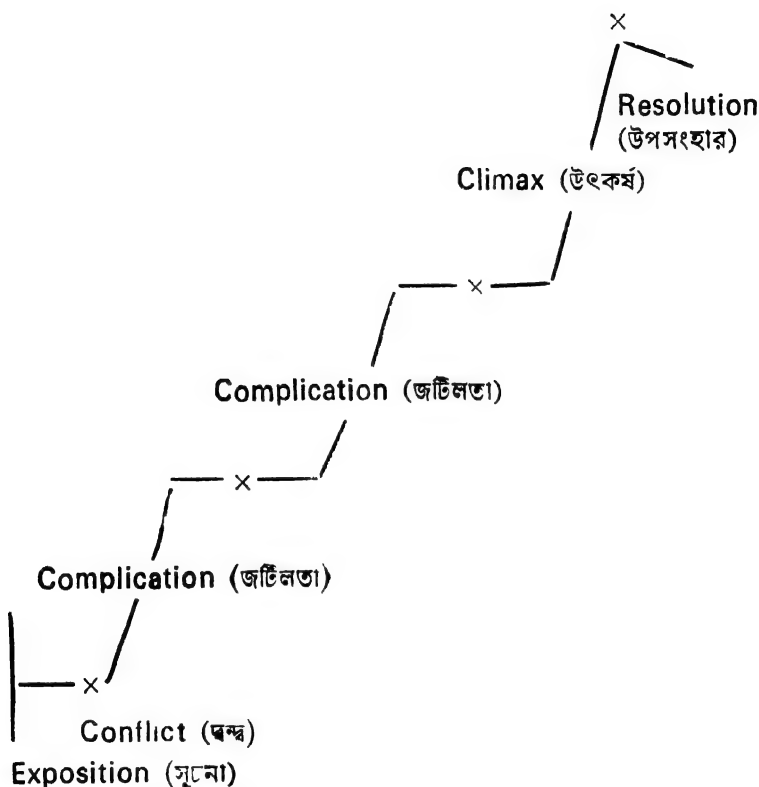 ×
Resolution
(উপসংহার)
Climax (উৎকর্ষ)
×
Complication (জটিলতা)
×
Complication (জটিলতা)
×
Conflict (দ্বন্দ্ব)
Exposition (সূচনা)